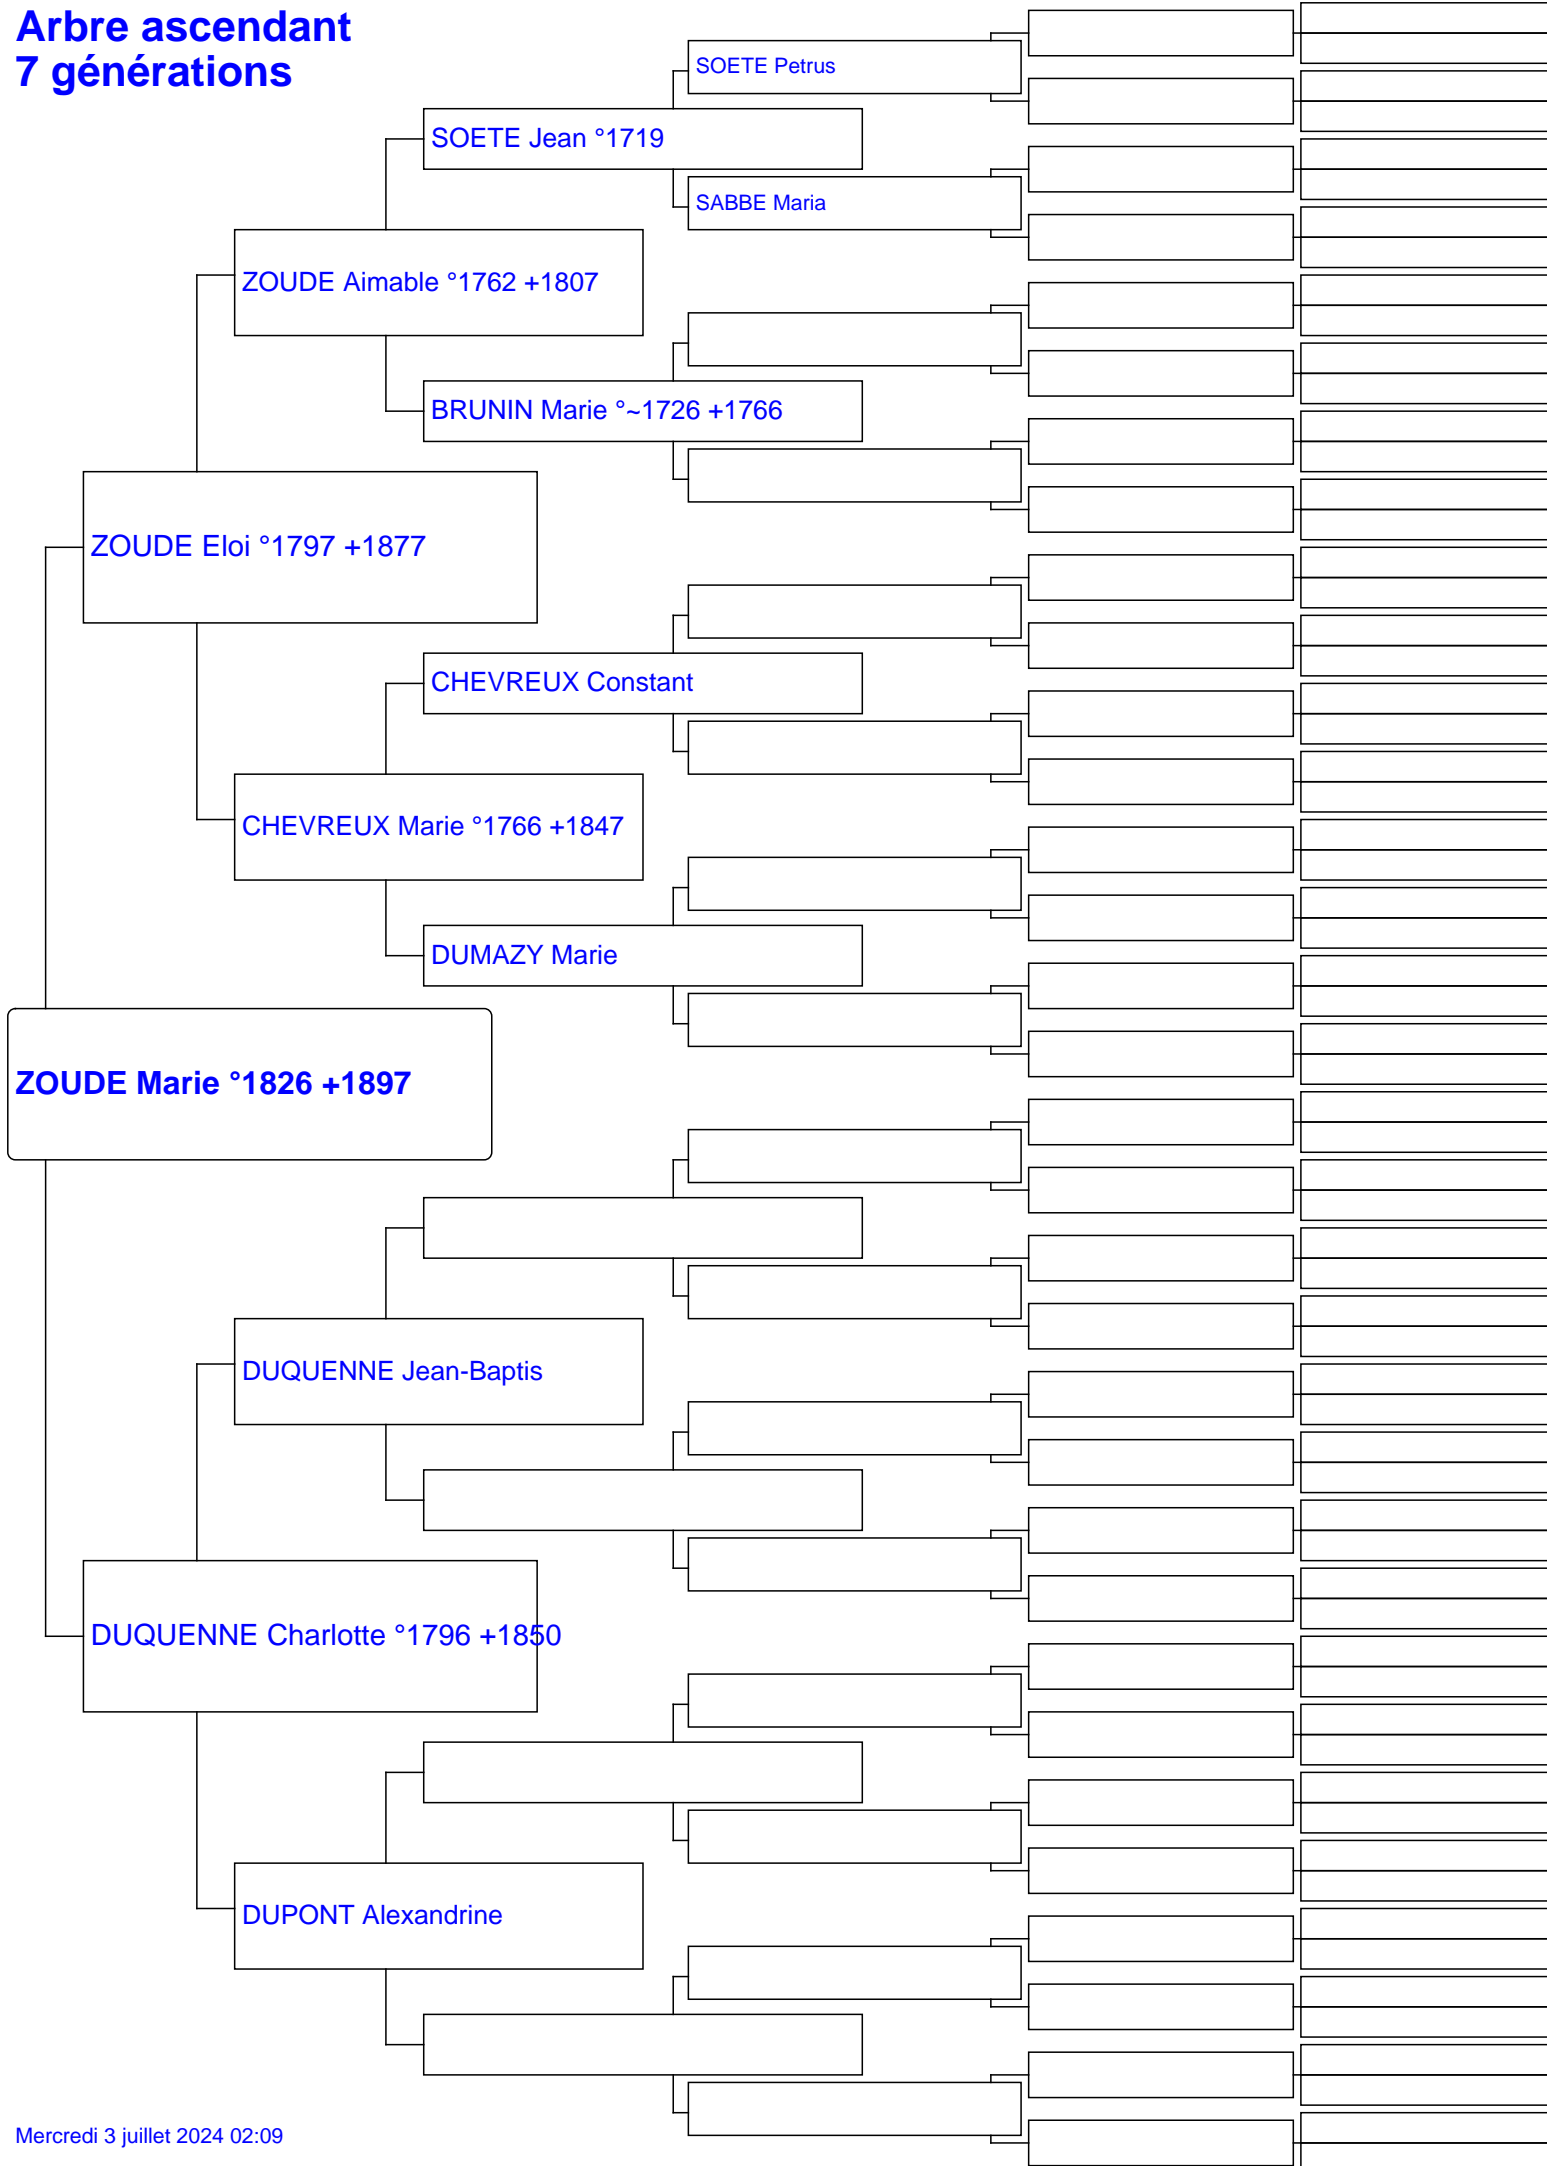 Arbre ascendant
7 générations
SOETE Petrus
SOETE Jean °1719
SABBE Maria
ZOUDE Aimable °1762 +1807
BRUNIN Marie °~1726 +1766
ZOUDE Eloi °1797 +1877
CHEVREUX Constant
CHEVREUX Marie °1766 +1847
DUMAZY Marie
ZOUDE Marie °1826 +1897
DUQUENNE Jean-Baptis
DUQUENNE Charlotte °1796 +1850
DUPONT Alexandrine
Mercredi 3 juillet 2024 02:09